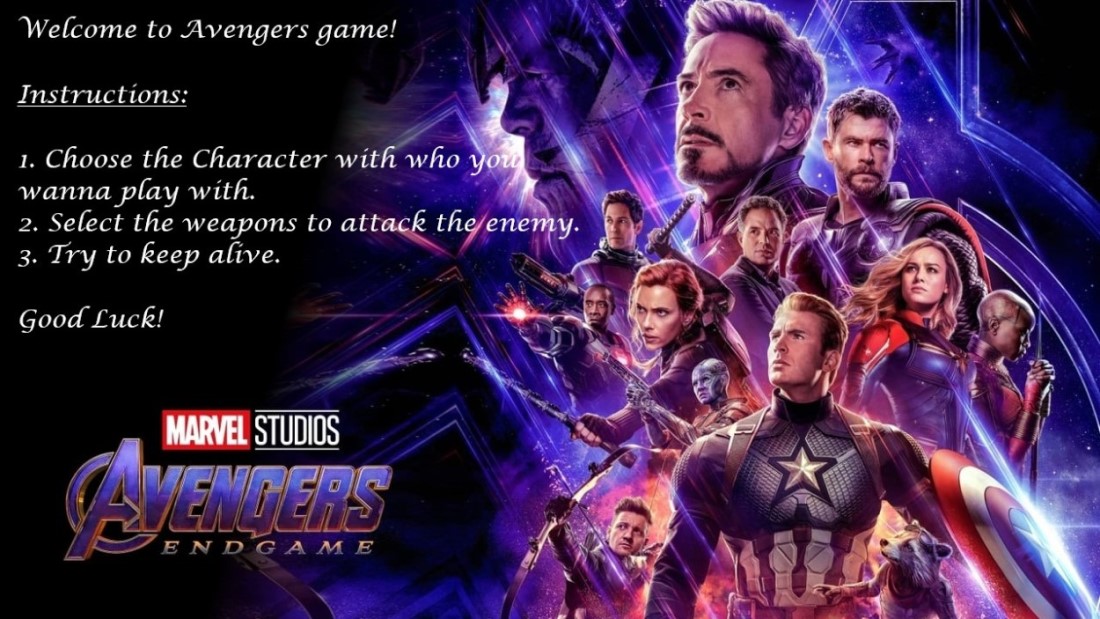 Welcome to Avengers game!
Instructions:
1. Choose the Character with who you
wanna play with.
2. Select the weapons to attack the enemy.
3. Try to keep alive.
Good Luck!
MARVEL STUDIOS
AVENGERS
ENDGAME